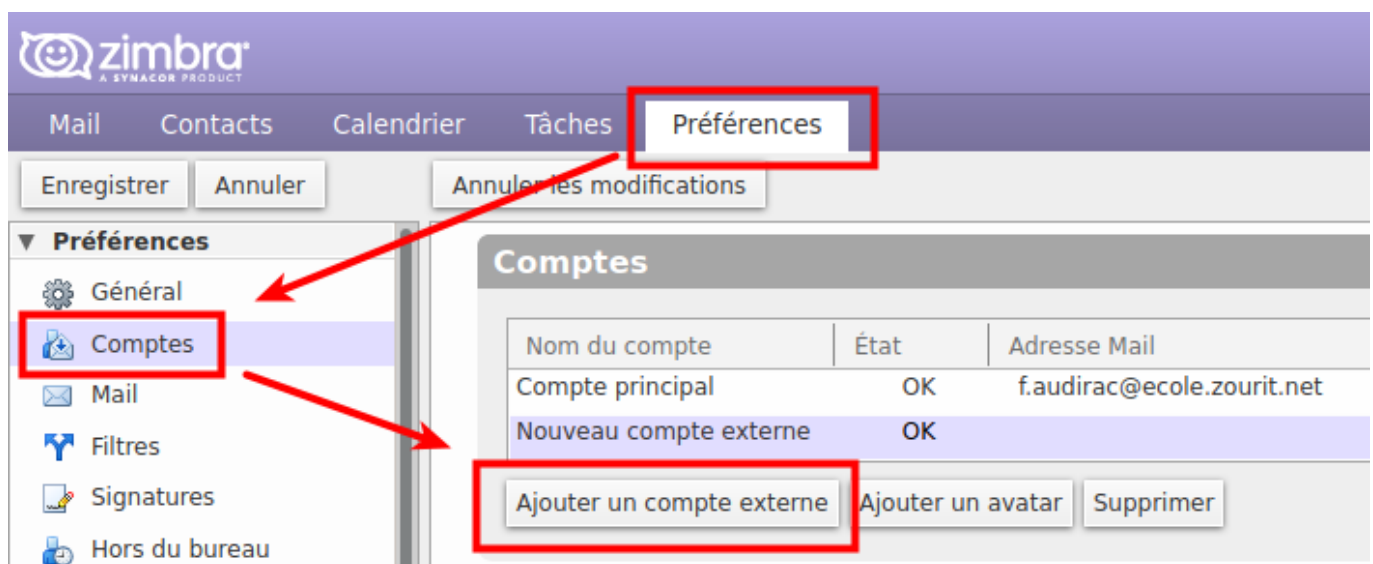 zimbra
A SYNACOR PRODUCT
Mail Contacts Calendrier Tâches Préférences
Enregistrer Annuler Annuler les modifications
Préférences
Général
Comptes
Mail
Filtres
Signatures
Hors du bureau
Comptes
Nom du compte État Adresse Mail
Compte principal OK f.audirac@ecole.zourit.net
Nouveau compte externe OK
Ajouter un compte externe Ajouter un avatar Supprimer